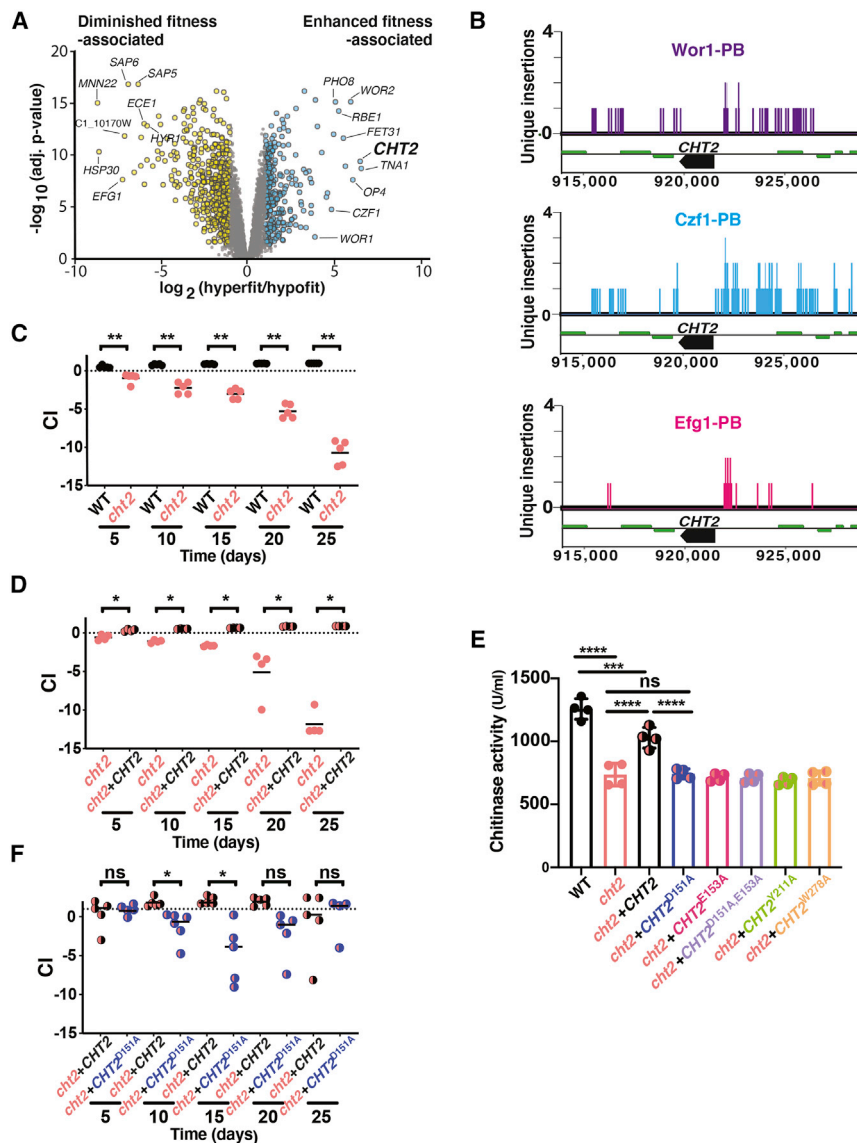 A
Diminished fitness
-associated
Enhanced fitness
-associated
-log10(adj. p-value)
20
15
10
5
0
SAP6
SAP5
MNN22
ECE1
C1_10170W
HYR1
HSP30
EFG1
PHO8
WOR2
RBE1
FET31
CHT2
TNA1
OP4
CZF1
WOR1
-10
-5
0
5
10
log2 (hyperfit/hypofit)
B
Wor1-PB
Unique insertions
4
-0
CHT2
915,000
920,000
925,000
Czf1-PB
Unique insertions
4
0
CHT2
915,000
920,000
925,000
Efg1-PB
Unique insertions
4
0
CHT2
915,000
920,000
925,000
C
** ** ** ** **
CI
0
-5
-10
-15
WT cht2 WT cht2 WT cht2 WT cht2 WT cht2
5 10 15 20 25
Time (days)
D
* * * * *
CI
0
-5
-10
-15
cht2 cht2+CHT2 cht2 cht2+CHT2 cht2 cht2+CHT2 cht2 cht2+CHT2 cht2 cht2+CHT2
5 10 15 20 25
Time (days)
E
****
***
ns
**** ****
Chitinase activity (U/ml)
1500
1000
500
0
WT
cht2
cht2+CHT2
cht2+CHT2D151A
cht2+CHT2E153A
cht2+CHT2D151A,E153A
cht2+CHT2Y211A
cht2+CHT2W278A
F
ns * * ns ns
CI
5
0
-5
-10
-15
cht2+CHT2 cht2+CHT2D151A cht2+CHT2 cht2+CHT2D151A cht2+CHT2 cht2+CHT2D151A cht2+CHT2 cht2+CHT2D151A cht2+CHT2 cht2+CHT2D151A
5 10 15 20 25
Time (days)